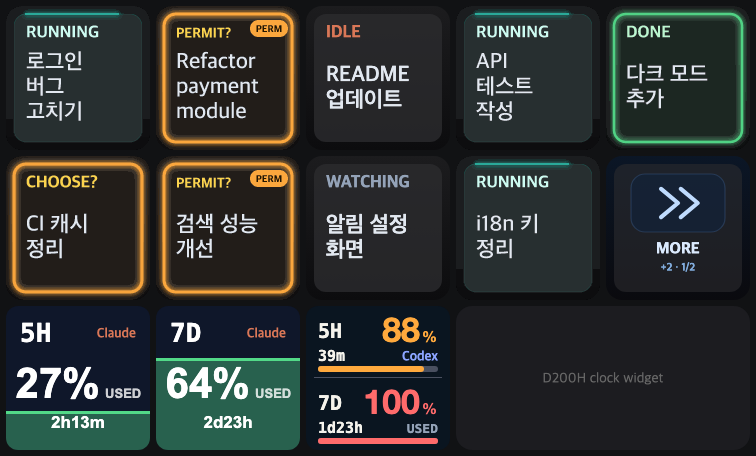 RUNNING
로그인
버그
고치기
PERMIT?
PERM
Refactor
payment
module
IDLE
README
업데이트
RUNNING
API
테스트
작성
DONE
다크 모드
추가
CHOOSE?
CI 캐시
정리
PERMIT?
PERM
검색 성능
개선
WATCHING
알림 설정
화면
RUNNING
i18n 키
정리
MORE
+2 · 1/2
5H Claude
27% USED
2h13m
7D Claude
64% USED
2d23h
5H 88%
39m Codex
7D 100%
1d23h USED
D200H clock widget